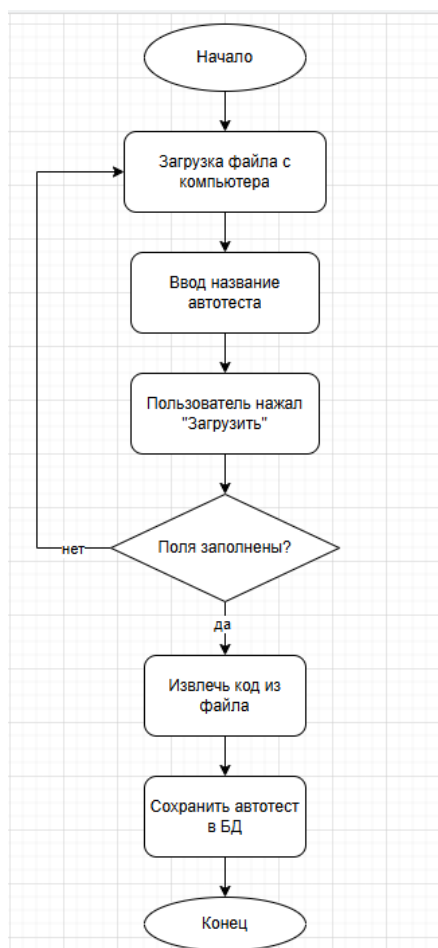 Начало
Загрузка файла с
компьютера
Ввод название
автотеста
Пользователь нажал
"Загрузить"
Поля заполнены?
нет
да
Извлечь код из
файла
Сохранить автотест
в БД
Конец